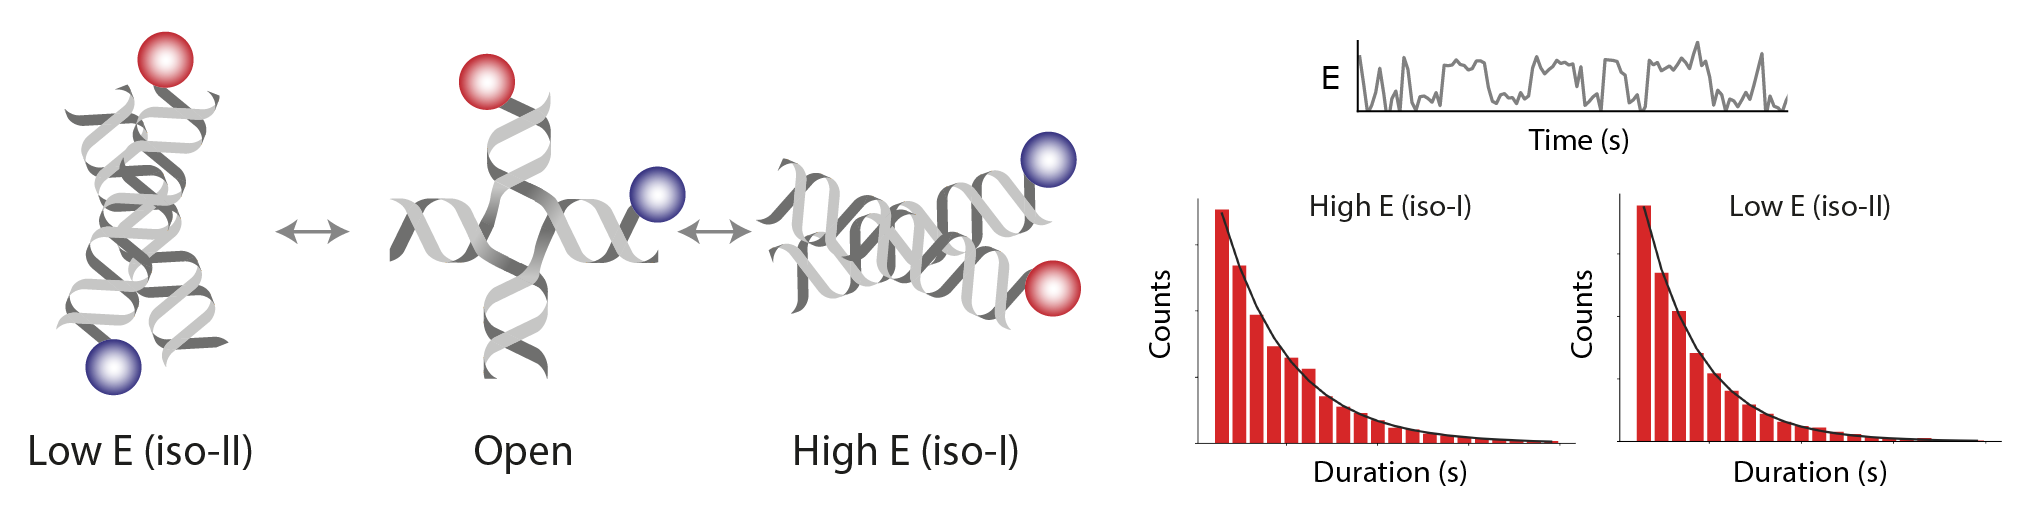 Low E (iso-II)
Open
High E (iso-I)
E
Time (s)
High E (iso-I)
Counts
Duration (s)
Low E (iso-II)
Counts
Duration (s)